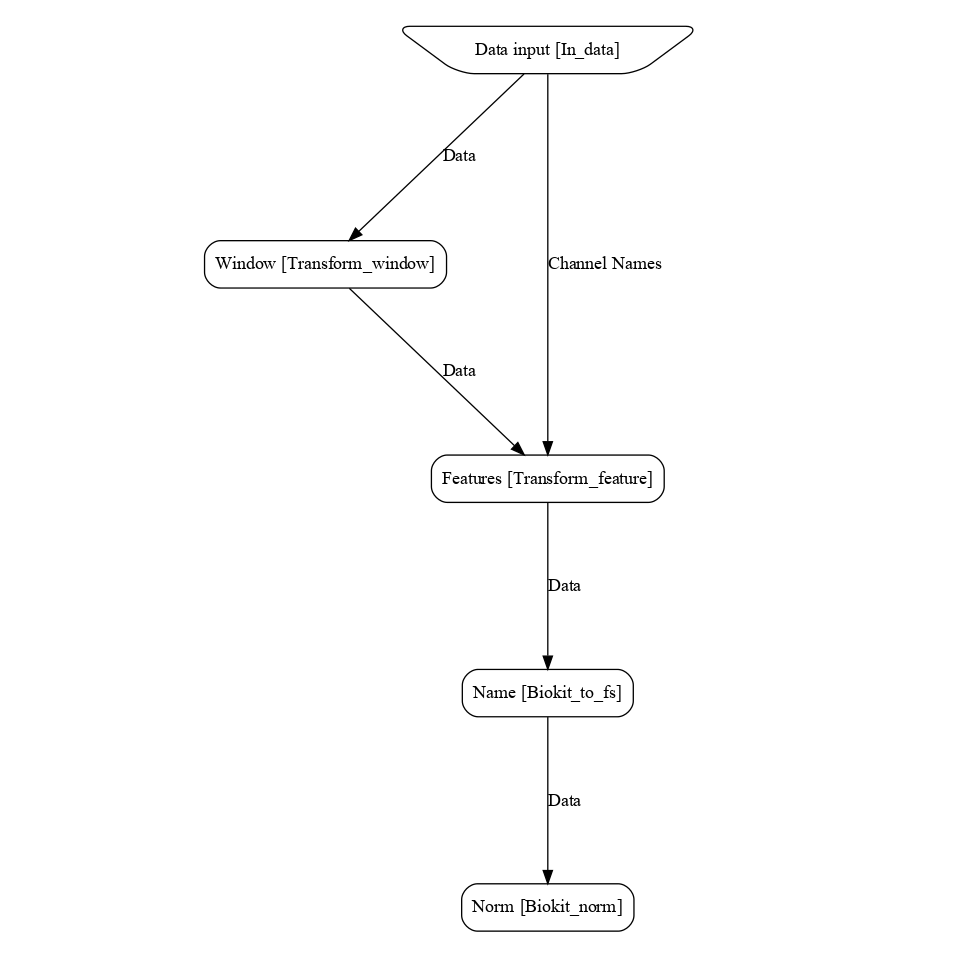 Data input [In_data]
Data
Window [Transform_window]
Channel Names
Data
Features [Transform_feature]
Data
Name [Biokit_to_fs]
Data
Norm [Biokit_norm]